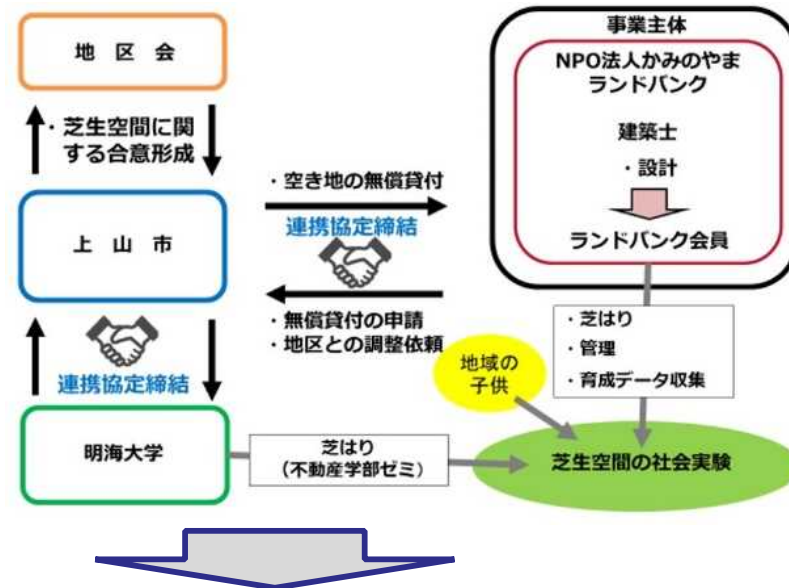 地 区 会
・芝生空間に関
する合意形成
上 山 市
連携協定締結
明海大学
・空き地の無償貸付
連携協定締結
・無償貸付の申請
・地区との調整依頼
事業主体
NPO法人かみのやま
ランドバンク
建築士
・設計
ランドバンク会員
・芝はり
・管理
・育成データ収集
地域の
子供
芝はり
（不動産学部ゼミ）
芝生空間の社会実験